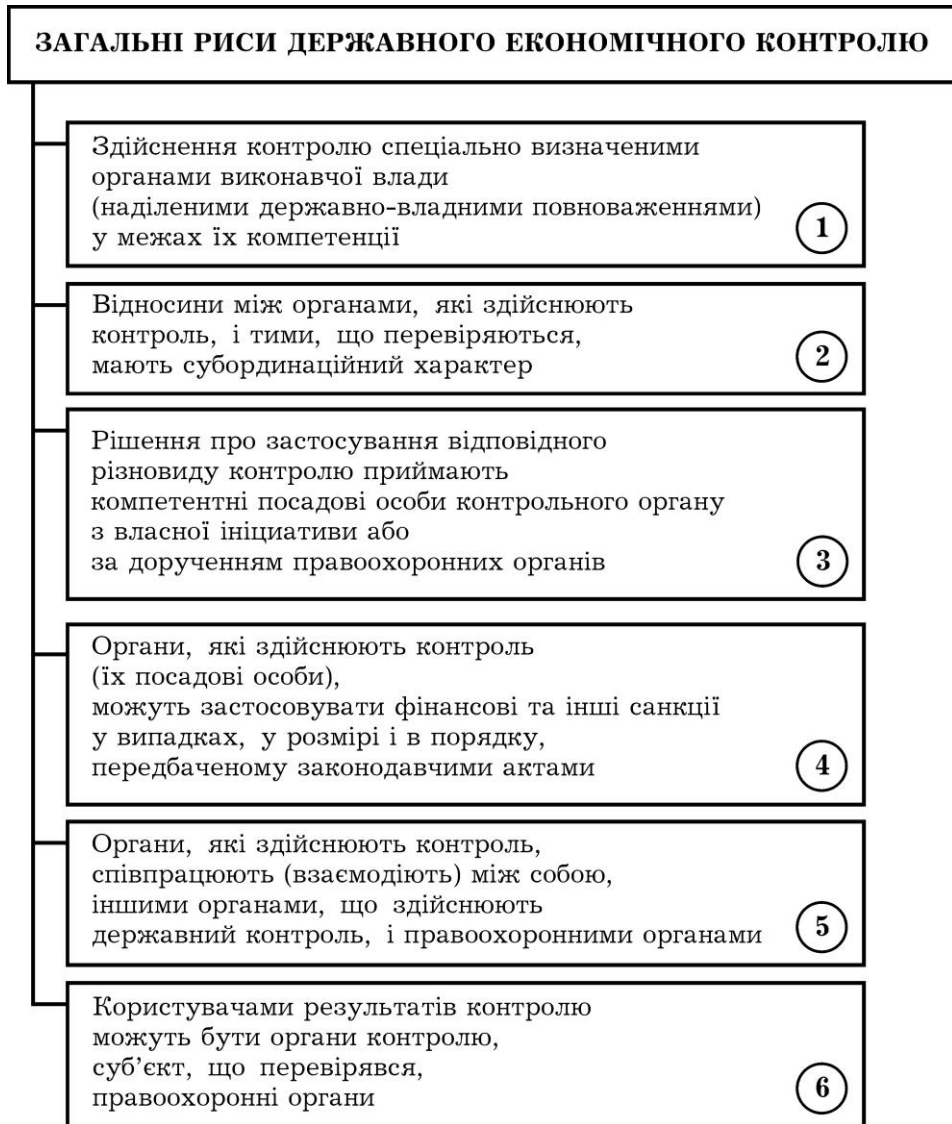 ЗАГАЛЬНІ РИСИ ДЕРЖАВНОГО ЕКОНОМІЧНОГО КОНТРОЛЮ
Здійснення контролю спеціально визначеними
органами виконавчої влади
(наділеними державно-владними повноваженнями)
у межах їх компетенції
1
Відносини між органами, які здійснюють
контроль, і тими, що перевіряються,
мають субординаційний характер
2
Рішення про застосування відповідного
різновиду контролю приймають
компетентні посадові особи контрольного органу
з власної ініціативи або
за дорученням правоохоронних органів
3
Органи, які здійснюють контроль
(їх посадові особи),
можуть застосовувати фінансові та інші санкції
у випадках, у розмірі і в порядку,
передбаченому законодавчими актами
4
Органи, які здійснюють контроль,
співпрацюють (взаємодіють) між собою,
іншими органами, що здійснюють
державний контроль, і правоохоронними органами
5
Користувачами результатів контролю
можуть бути органи контролю,
суб’єкт, що перевірявся,
правоохоронні органи
6